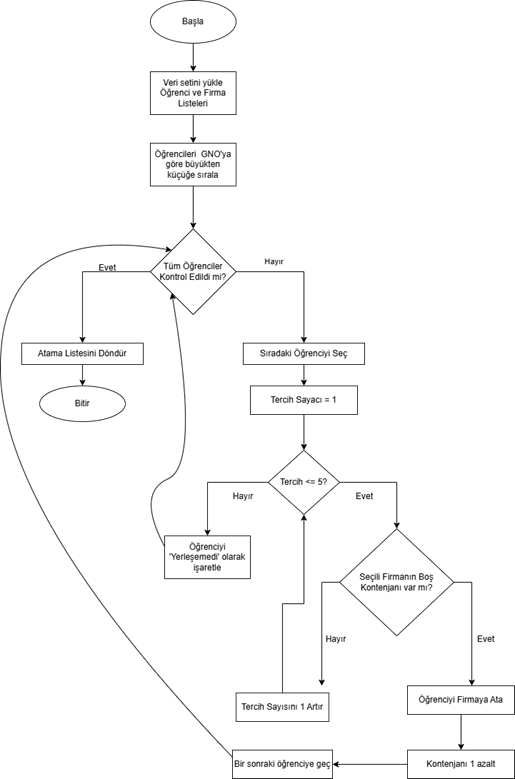 Başla
Veri setini yükle
Öğrenci ve Firma
Listeleri
Öğrencileri GNO'ya
göre büyükten
küçüğe sırala
Tüm Öğrenciler
Kontrol Edildi mi?
Evet
Hayır
Atama Listesini Döndür
Bitir
Sıradaki Öğrenciyi Seç
Tercih Sayacı = 1
Tercih <= 5?
Hayır
Evet
Öğrenciyi
'Yerleşemedi' olarak
işaretle
Seçili Firmanın Boş
Kontenjanı var mı?
Hayır
Evet
Tercih Sayısını 1 Artır
Öğrenciyi Firmaya Ata
Bir sonraki öğrenciye geç
Kontenjanı 1 azalt